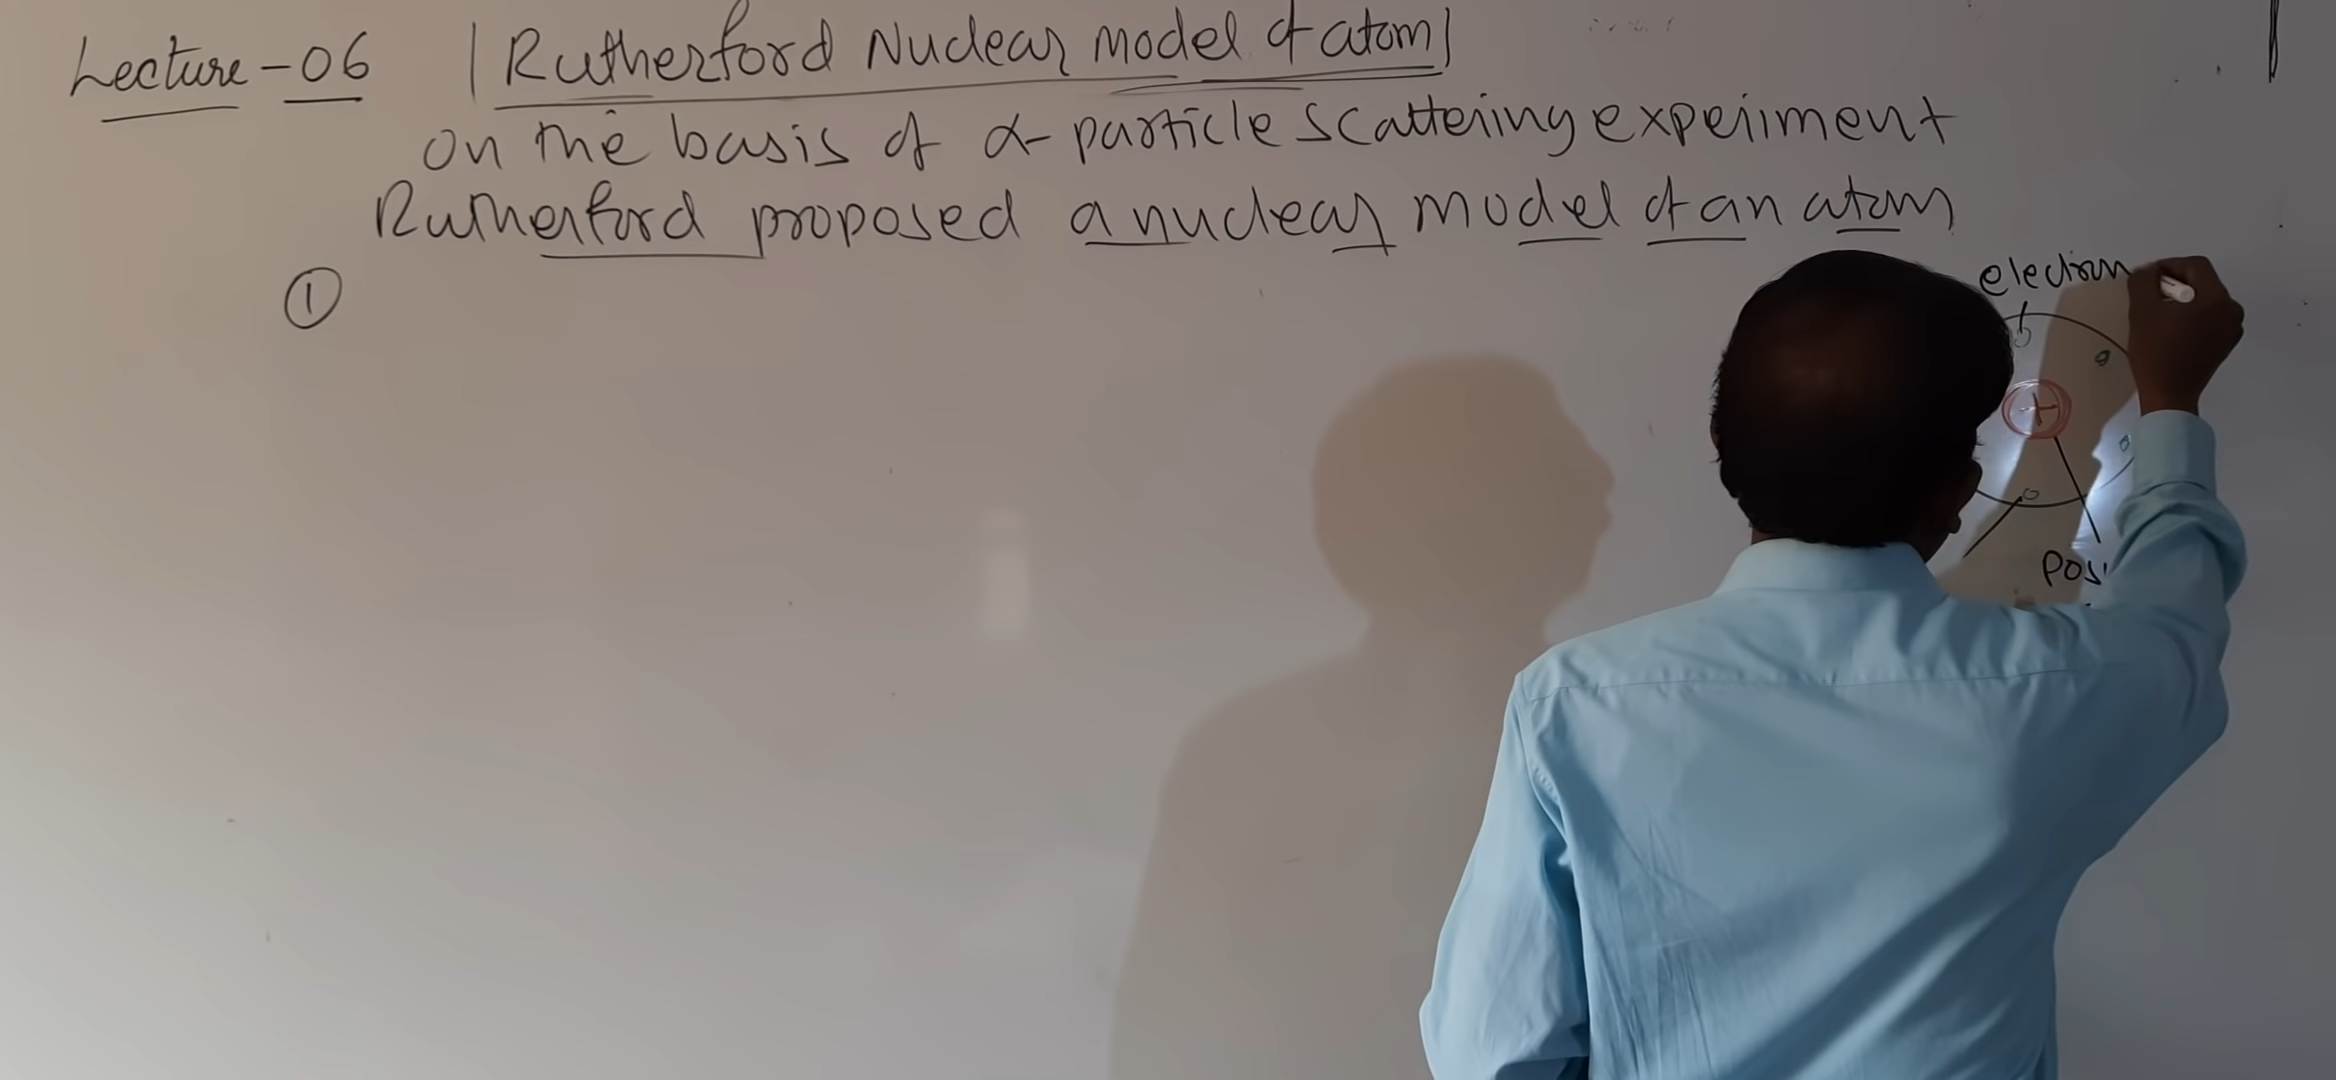 Lecture-06 | Rutherford Nuclear model of atom |
on the basis of α-particle scattering experiment
Rutherford proposed a nuclear model of an atom
①
electron
+